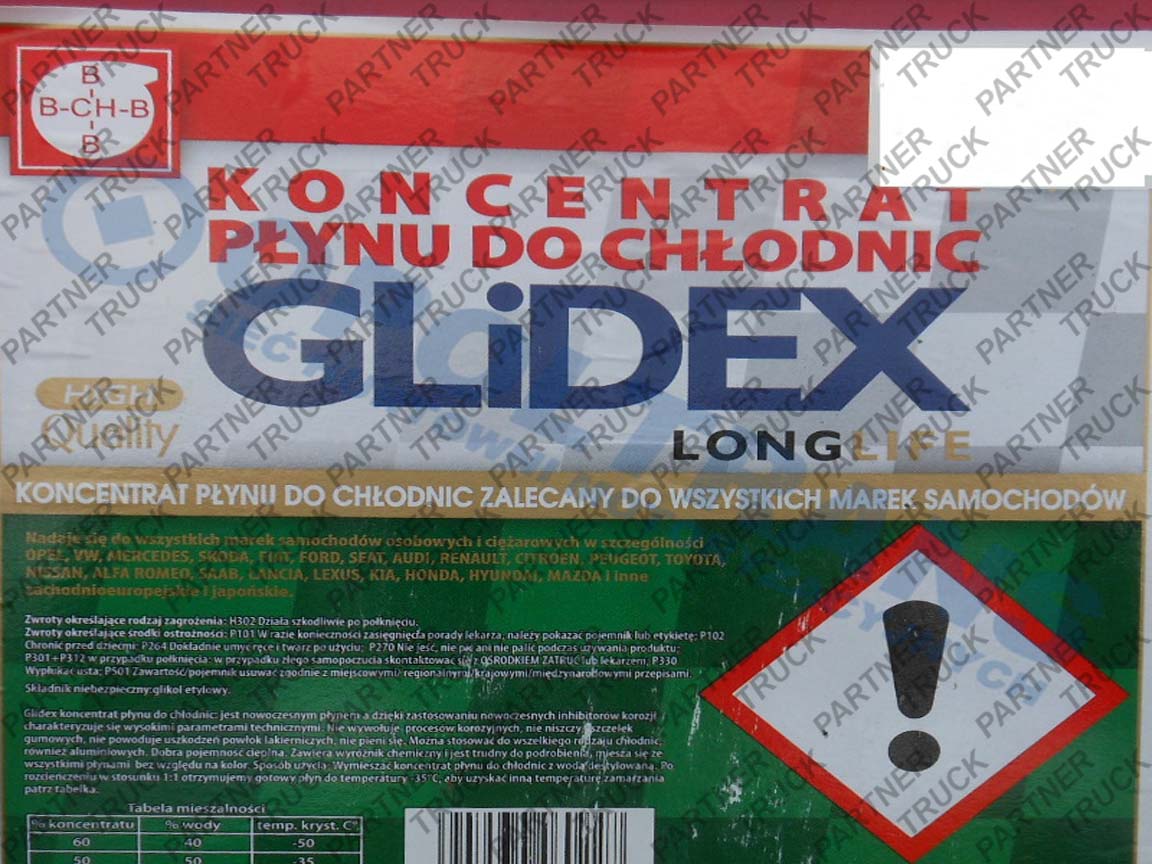 B
B-CH-B
B
KONCENTRAT
PŁYNU DO CHŁODNIC
GLiDEX
HIGH
Quality
LONGLIFE
KONCENTRAT PŁYNU DO CHŁODNIC ZALECANY DO WSZYSTKICH MAREK SAMOCHODÓW
Nadaje się do wszystkich marek samochodów osobowych i ciężarowych w szczególności
OPEL, VW, MERCEDES, SKODA, FIAT, FORD, SEAT, AUDI, RENAULT, CITROEN, PEUGEOT, TOYOTA,
NISSAN, ALFA ROMEO, SAAB, LANCIA, LEXUS, KIA, HONDA, HYUNDAI, MAZDA i inne
zachodnioeuropejskie i japońskie.
Zwroty określające rodzaj zagrożenia: H302 Działa szkodliwie po połknięciu.
Zwroty określające środki ostrożności: P101 W razie konieczności zasięgnięcia porady lekarza, należy pokazać pojemnik lub etykietę; P102
Chronić przed dziećmi; P264 Dokładnie umyć ręce i twarz po użyciu; P270 Nie jeść, nie pić ani nie palić podczas używania produktu;
P301+P312 w przypadku połknięcia: w przypadku złego samopoczucia skontaktować się z OŚRODKIEM ZATRUĆ lub lekarzem, P330
Wypłukać usta; P501 Zawartość/pojemnik usuwać zgodnie z miejscowymi/regionalnymi/krajowymi/międzynarodowymi przepisami.
Składnik niebezpieczny:glikol etylowy.
Glidex koncentrat płynu do chłodnic: jest nowoczesnym płynem a dzięki zastosowaniu nowoczesnych inhibitorów korozji
charakteryzuje się wysokimi parametrami technicznymi. Nie wywołuje procesów korozyjnych, nie niszczy uszczelek
gumowych, nie powoduje uszkodzeń powłok lakierniczych, nie pieni się. Można stosować do wszelkiego rodzaju chłodnic,
również aluminiowych. Dobra pojemność cieplna. Zawiera wyróżnik chemiczny i jest trudny do podrobienia, miesza się ze
wszystkimi płynami bez względu na kolor. Sposób użycia: Wymieszać koncentrat płynu do chłodnic z wodą destylowaną. Po
rozcieńczeniu w stosunku 1:1 otrzymujemy gotowy płyn do temperatury -35°C, aby uzyskać inną temperaturę zamarzania
patrz tabelka.
Tabela mieszalności
% koncentratu % wody temp. kryst. C°
60 40 -50
50 50 -35
PARTNER
TRUCK